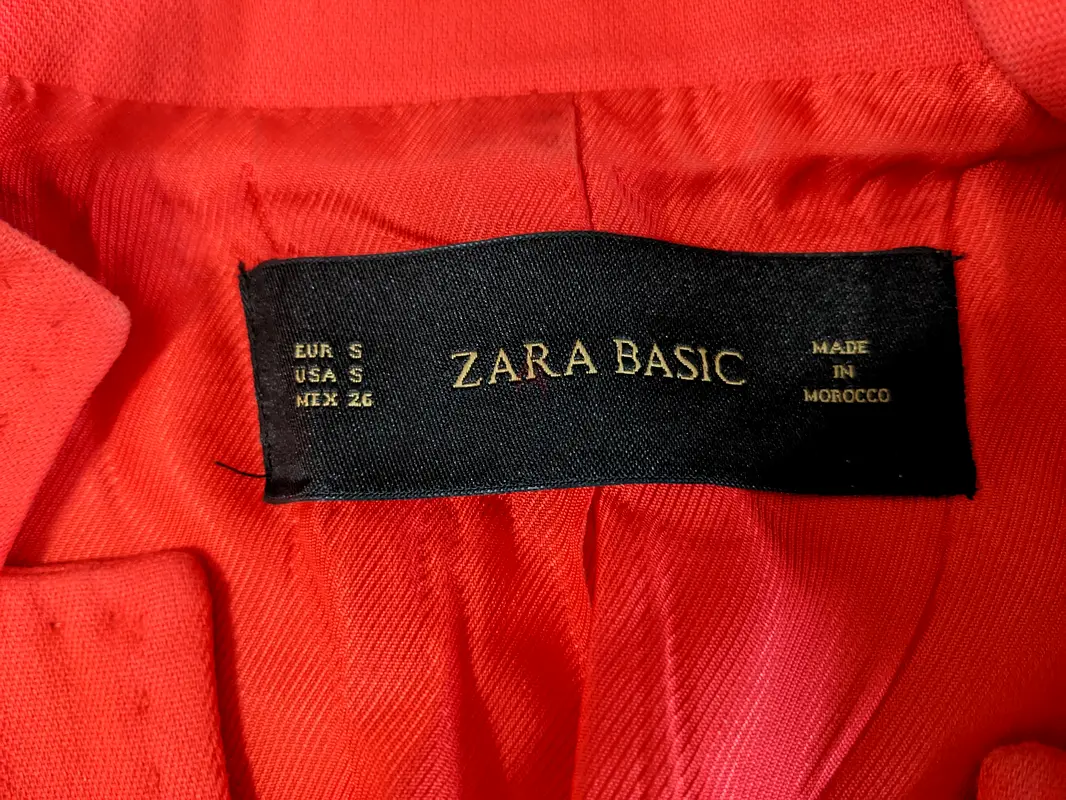 EUR S
USA S
MEX 26
ZARA BASIC
MADE
IN
MOROCCO